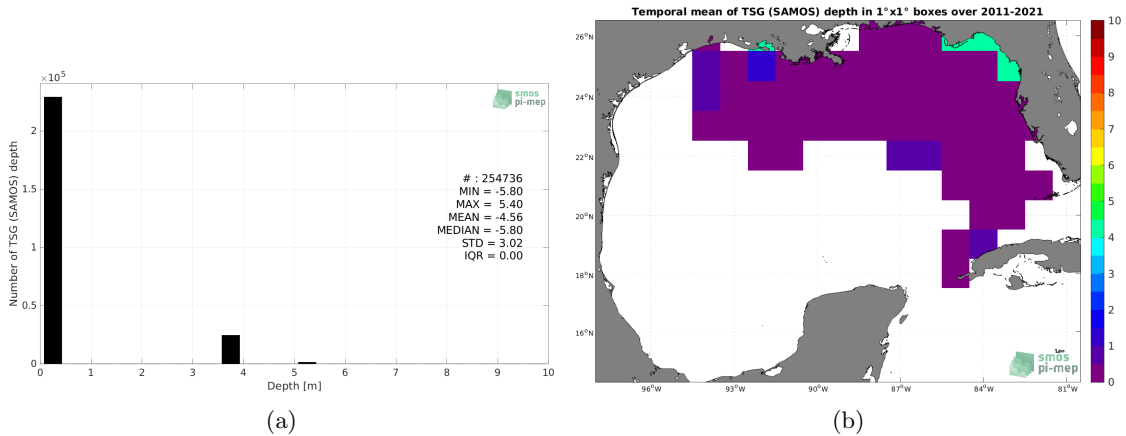 ×10⁵
2
1.5
1
0.5
0
Number of TSG (SAMOS) depth
smos
pi-mep
# : 254736
MIN = -5.80
MAX = 5.40
MEAN = -4.56
MEDIAN = -5.80
STD = 3.02
IQR = 0.00
0 1 2 3 4 5 6 7 8 9 10
Depth [m]
(a)
Temporal mean of TSG (SAMOS) depth in 1°x1° boxes over 2011-2021
26°N
24°N
22°N
20°N
18°N
16°N
96°W 93°W 90°W 87°W 84°W 81°W
smos
pi-mep
10
9
8
7
6
5
4
3
2
1
0
(b)